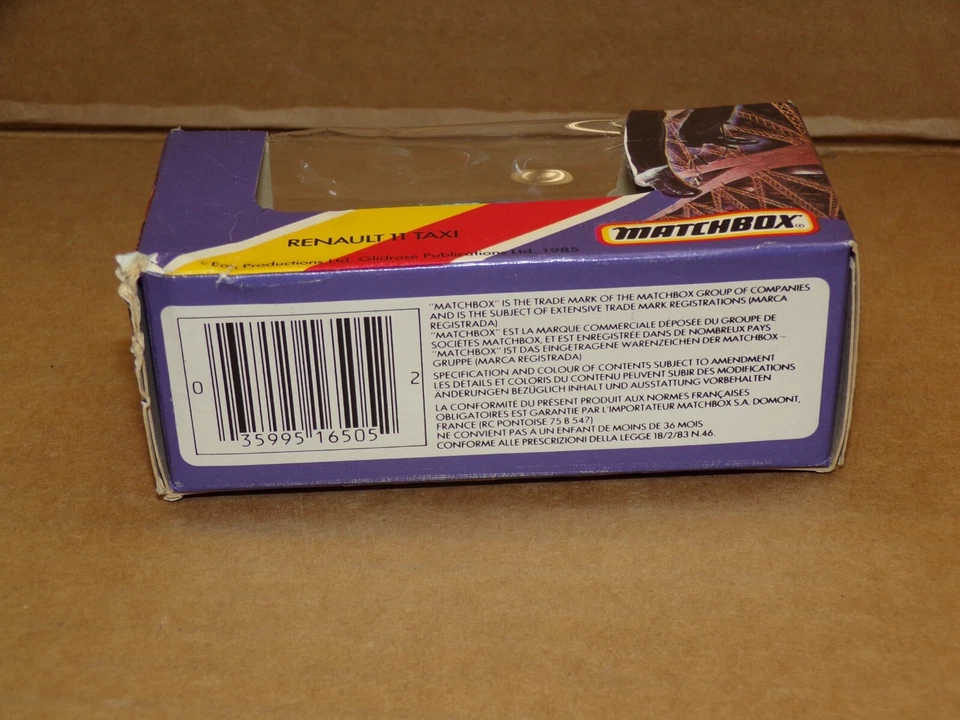 RENAULT 11 TAXI
© Eon Productions Ltd. Glidrose Publications Ltd. 1985
MATCHBOX®
"MATCHBOX" IS THE TRADE MARK OF THE MATCHBOX GROUP OF COMPANIES
AND IS THE SUBJECT OF EXTENSIVE TRADE MARK REGISTRATIONS (MARCA
REGISTRADA)
"MATCHBOX" EST LA MARQUE COMMERCIALE DÉPOSÉE DU GROUPE DE
SOCIÉTÉS MATCHBOX, ET EST ENREGISTRÉE DANS DE NOMBREUX PAYS
"MATCHBOX" IST DAS EINGETRAGENE WARENZEICHEN DER MATCHBOX –
GRUPPE (MARCA REGISTRADA)
SPECIFICATION AND COLOUR OF CONTENTS SUBJECT TO AMENDMENT
LES DÉTAILS ET COLORIS DU CONTENU PEUVENT SUBIR DES MODIFICATIONS
ÄNDERUNGEN BEZÜGLICH INHALT UND AUSSTATTUNG VORBEHALTEN
LA CONFORMITÉ DU PRÉSENT PRODUIT AUX NORMES FRANÇAISES
OBLIGATOIRES EST GARANTIE PAR L'IMPORTATEUR MATCHBOX S.A. DOMONT,
FRANCE (RC PONTOISE 75 B 547)
NE CONVIENT PAS À UN ENFANT DE MOINS DE 36 MOIS
CONFORME ALLE PRESCRIZIONI DELLA LEGGE 18/2/83 N.46.
0 35995 16505 2